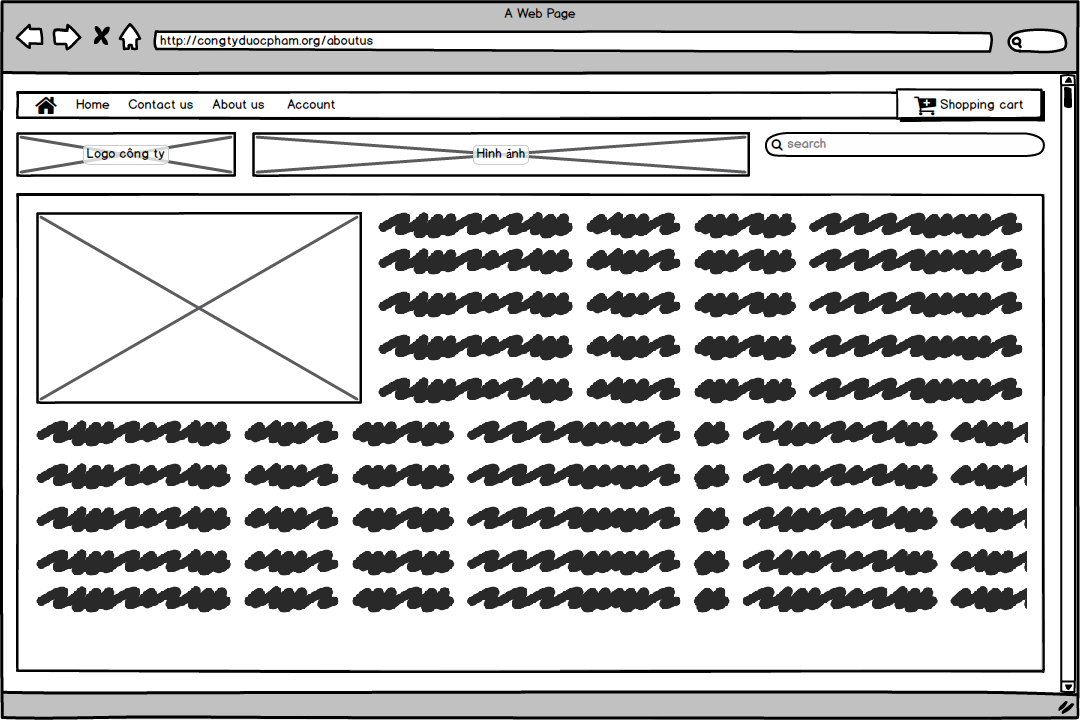 A Web Page
http://congtyduocpham.org/aboutus
Home Contact us About us Account Shopping cart
Logo công ty Hình ảnh search